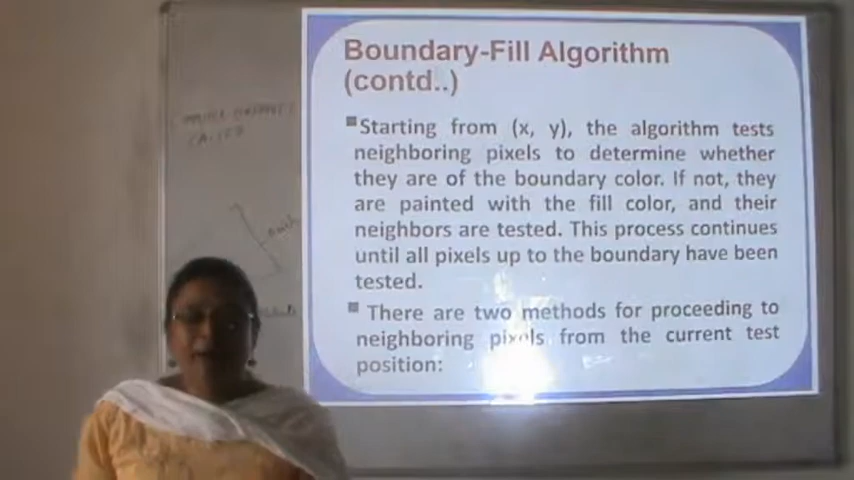 Boundary-Fill Algorithm
(contd..)
Starting from (x, y), the algorithm tests
neighboring pixels to determine whether
they are of the boundary color. If not, they
are painted with the fill color, and their
neighbors are tested. This process continues
until all pixels up to the boundary have been
tested.
There are two methods for proceeding to
neighboring pixels from the current test
position: